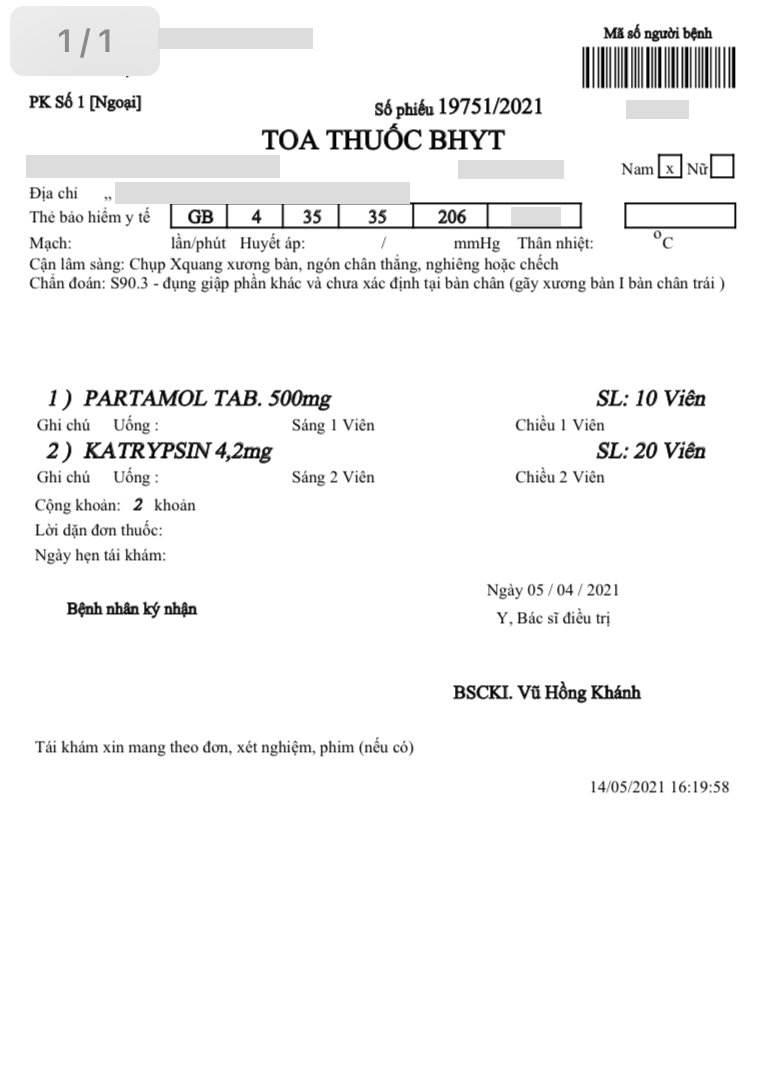 1/1
Mã số người bệnh
PK Số 1 [Ngoại]
Số phiếu 19751/2021
TOA THUỐC BHYT
Nam x Nữ
Địa chỉ ,,
Thẻ bảo hiểm y tế GB 4 35 35 206
Mạch: lần/phút Huyết áp: / mmHg Thân nhiệt: °C
Cận lâm sàng: Chụp Xquang xương bàn, ngón chân thẳng, nghiêng hoặc chếch
Chẩn đoán: S90.3 - đụng giập phần khác và chưa xác định tại bàn chân (gãy xương bàn I bàn chân trái )
1 ) PARTAMOL TAB. 500mg SL: 10 Viên
Ghi chú Uống : Sáng 1 Viên Chiều 1 Viên
2 ) KATRYPSIN 4,2mg SL: 20 Viên
Ghi chú Uống : Sáng 2 Viên Chiều 2 Viên
Cộng khoản: 2 khoản
Lời dặn đơn thuốc:
Ngày hẹn tái khám:
Ngày 05 / 04 / 2021
Bệnh nhân ký nhận
Y, Bác sĩ điều trị
BSCKI. Vũ Hồng Khánh
Tái khám xin mang theo đơn, xét nghiệm, phim (nếu có)
14/05/2021 16:19:58